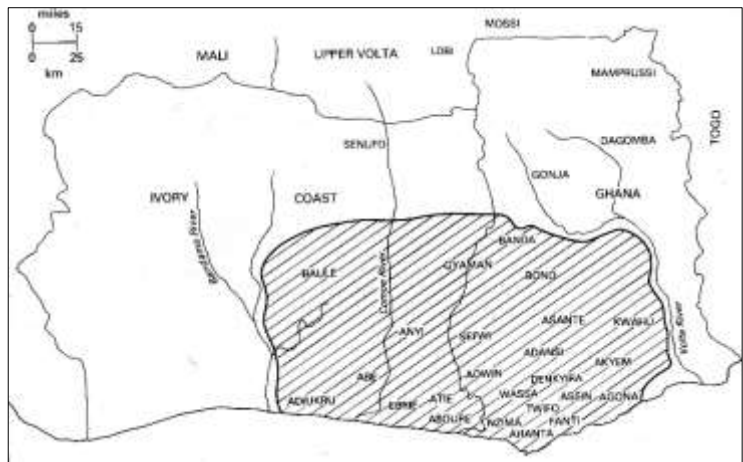 miles
0 15
0 25
km
MOSSI
MALI
UPPER VOLTA
LOBI
MAMPRUSSI
TOGO
SENUFO
DAGOMBA
GONJA
IVORY
COAST
GHANA
Bandama River
BANDA
BAULE
Comoe River
GYAMAN
BONO
ASANTE
KWAHU
Volta River
ANYI
SEFWI
ADANSI
AKYEM
ABE
AOWIN
DENKYIRA
ADJUKRU
EBRIE
ATIE
WASSA
ASSIN
AGONA
TWIFO
ABOURE
NZIMA
FANTI
AHANTA